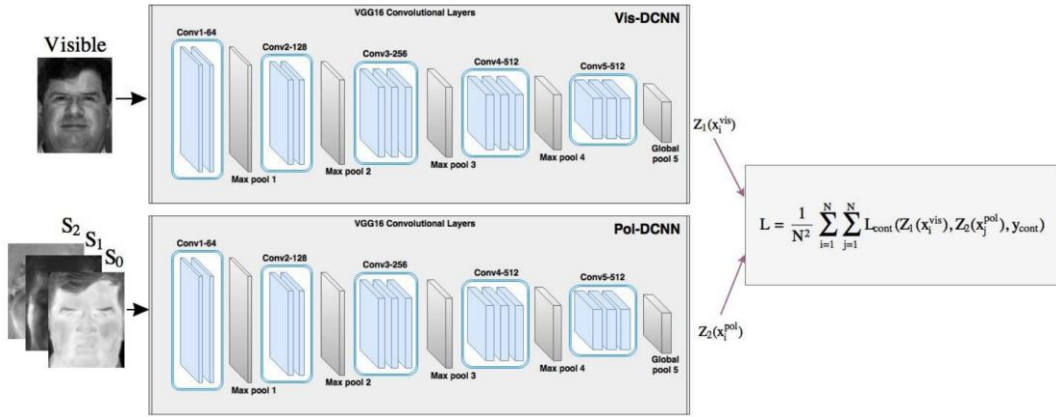 VGG16 Convolutional Layers
Vis-DCNN
Visible
Conv1-64
Conv2-128
Conv3-256
Conv4-512
Conv5-512
Max pool 1
Max pool 2
Max pool 3
Max pool 4
Global
pool 5
Z₁(xᵢᵛⁱˢ)
L = 1/N² ∑ᵢ₌₁ᴺ ∑ⱼ₌₁ᴺ L_cont(Z₁(xᵢᵛⁱˢ), Z₂(xⱼᵖᵒˡ), y_cont)
VGG16 Convolutional Layers
Pol-DCNN
S₂
S₁
S₀
Conv1-64
Conv2-128
Conv3-256
Conv4-512
Conv5-512
Max pool 1
Max pool 2
Max pool 3
Max pool 4
Global
pool 5
Z₂(xᵢᵖᵒˡ)